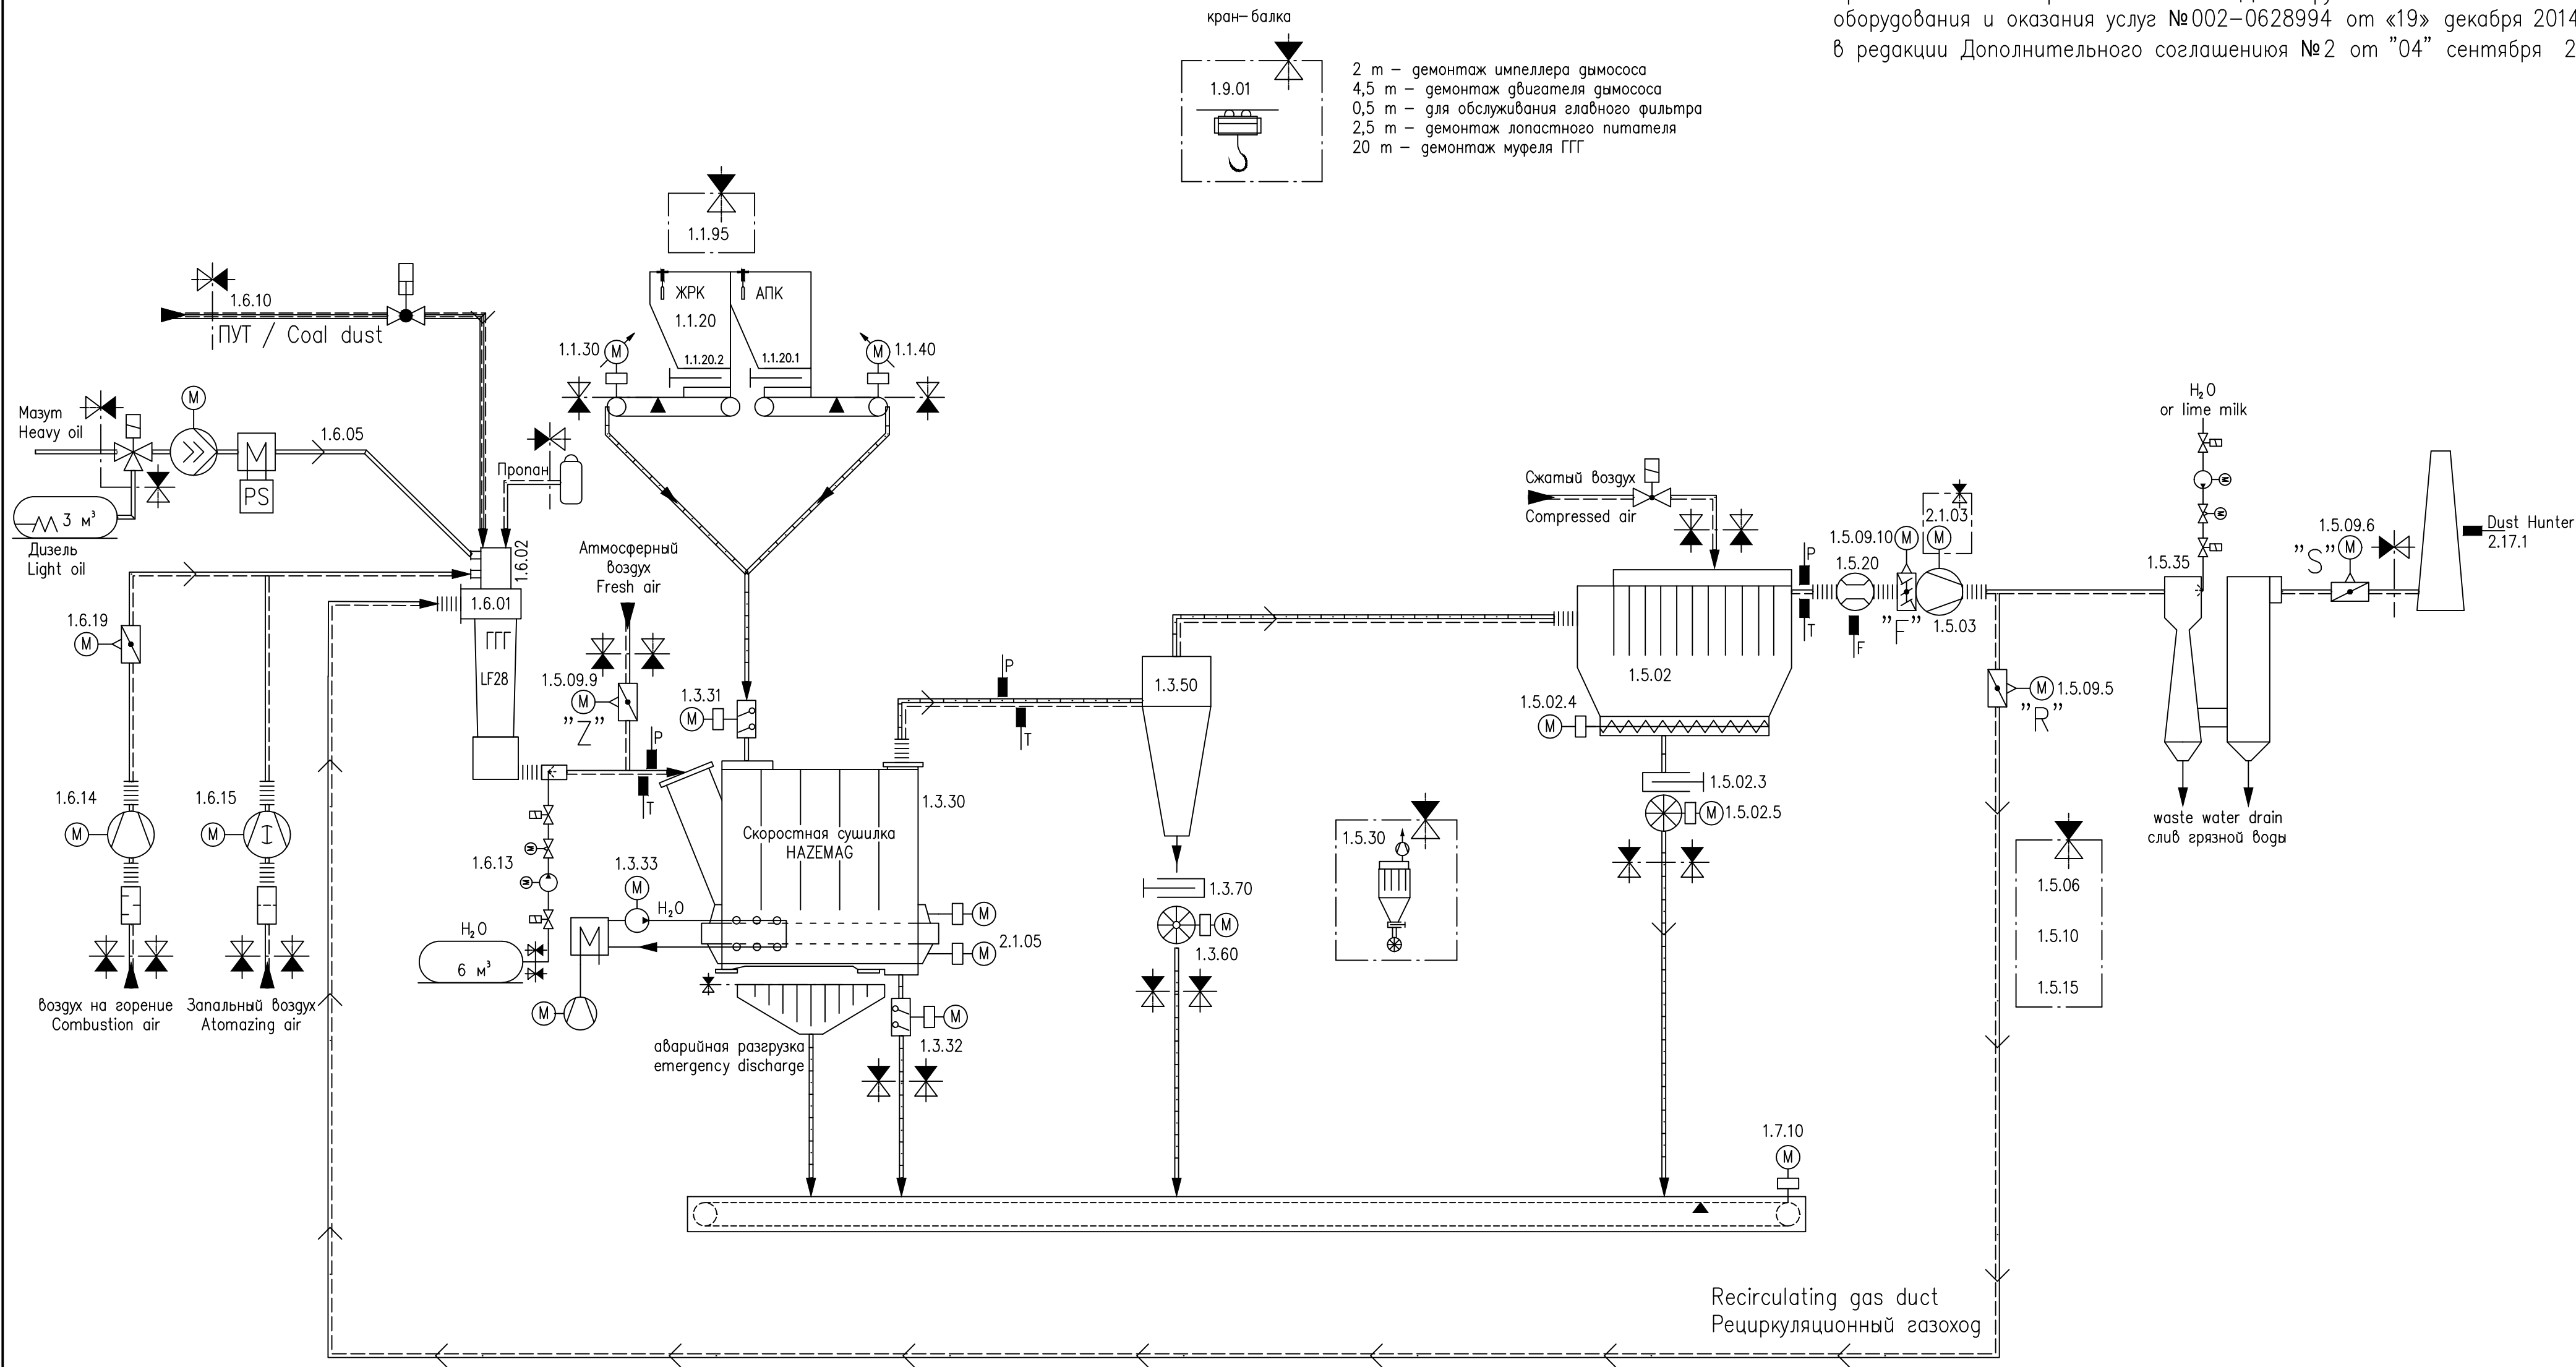 оборудования и оказания услуг №002-0628994 от «19» декабря 2014
в редакции Дополнительного соглашениюя №2 от "04" сентября 2
кран-балка
1.9.01
2 т - демонтаж импеллера дымососа
4,5 т - демонтаж двигателя дымососа
0,5 т - для обслуживания главного фильтра
2,5 т - демонтаж лопастного питателя
20 т - демонтаж муфеля ГГГ
1.1.95
1.6.10
ПУТ / Coal dust
ЖРК
АПК
1.1.20
1.1.20.2
1.1.20.1
1.1.30
M
M
1.1.40
Мазут
Heavy oil
M
1.6.05
M
PS
3 м³
Дизель
Light oil
Пропан
1.6.02
1.6.01
ГГГ
LF28
Атмосферный
воздух
Fresh air
1.6.19
M
1.5.09.9
M
"Z"
P
T
1.3.31
M
1.6.14
M
1.6.15
M
воздух на горение
Combustion air
Запальный воздух
Atomazing air
1.6.13
M
M
H₂O
6 м³
1.3.33
M
H₂O
M
M
Скоростная сушилка
HAZEMAG
1.3.30
M
M
2.1.05
M
1.3.32
аварийная разгрузка
emergency discharge
P
T
1.3.50
1.3.70
M
1.3.60
1.5.30
Сжатый воздух
Compressed air
1.5.02
1.5.02.4
M
1.5.02.3
M
1.5.02.5
P
T
1.5.20
F
1.5.09.10
M
"F"
2.1.03
M
1.5.03
M
1.5.09.5
"R"
H₂O
or lime milk
M
M
1.5.35
waste water drain
слив грязной воды
1.5.09.6
"S"
M
Dust Hunter
2.17.1
1.5.06
1.5.10
1.5.15
1.7.10
M
Recirculating gas duct
Рециркуляционный газоход